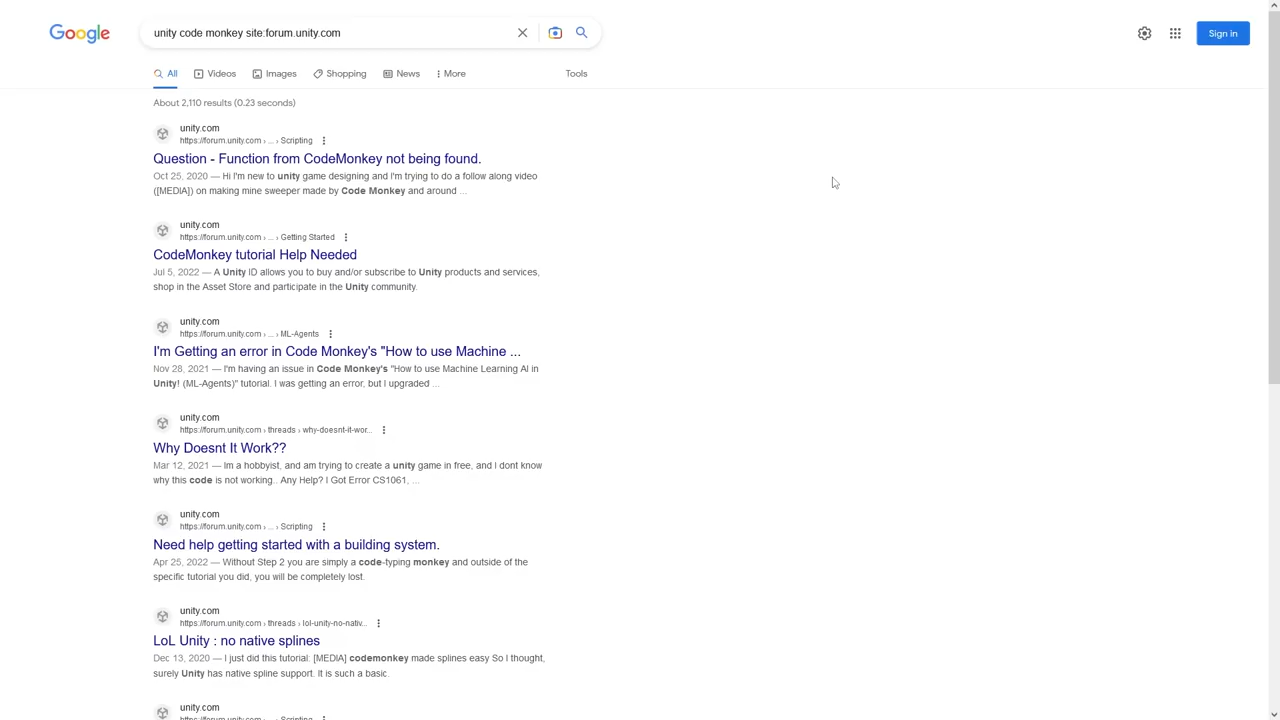 Google
unity code monkey site:forum.unity.com
Sign in
All Videos Images Shopping News More Tools
About 2,110 results (0.23 seconds)
unity.com
https://forum.unity.com › ... › Scripting
Question - Function from CodeMonkey not being found.
Oct 25, 2020 — Hi I'm new to unity game designing and I'm trying to do a follow along video
([MEDIA]) on making mine sweeper made by Code Monkey and around ...
unity.com
https://forum.unity.com › ... › Getting Started
CodeMonkey tutorial Help Needed
Jul 5, 2022 — A Unity ID allows you to buy and/or subscribe to Unity products and services,
shop in the Asset Store and participate in the Unity community.
unity.com
https://forum.unity.com › ... › ML-Agents
I'm Getting an error in Code Monkey's "How to use Machine ...
Nov 28, 2021 — I'm having an issue in Code Monkey's "How to use Machine Learning AI in
Unity! (ML-Agents)" tutorial. I was getting an error, but I upgraded ...
unity.com
https://forum.unity.com › threads › why-doesnt-it-wor...
Why Doesnt It Work??
Mar 12, 2021 — Im a hobbyist, and am trying to create a unity game in free, and I dont know
why this code is not working.. Any Help? I Got Error CS1061, ...
unity.com
https://forum.unity.com › ... › Scripting
Need help getting started with a building system.
Apr 25, 2022 — Without Step 2 you are simply a code-typing monkey and outside of the
specific tutorial you did, you will be completely lost.
unity.com
https://forum.unity.com › threads › lol-unity-no-nativ...
LoL Unity : no native splines
Dec 13, 2020 — I just did this tutorial: [MEDIA] codemonkey made splines easy So I thought,
surely Unity has native spline support. It is such a basic.
unity.com
https://forum.unity.com › ... › Scripting